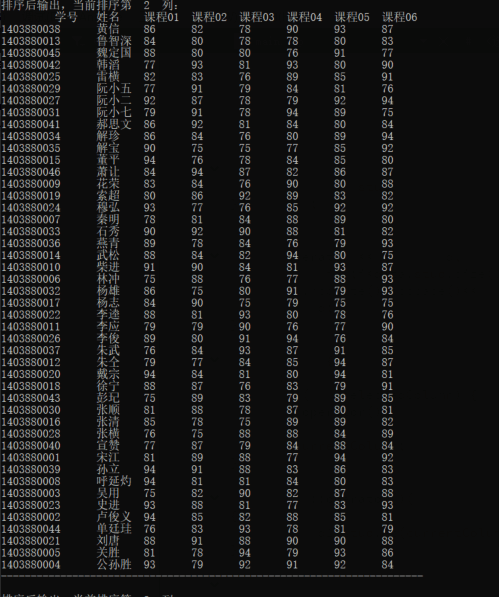 排序后输出，当前排序第 2 列:
学号 姓名 课程01 课程02 课程03 课程04 课程05 课程06
1403880038 黄信 86 82 78 90 93 87
1403880013 鲁智深 84 80 78 78 80 83
1403880045 魏定国 88 80 80 76 91 77
1403880042 韩滔 77 93 81 93 80 90
1403880025 雷横 82 83 76 89 85 91
1403880029 阮小五 77 91 79 84 81 76
1403880027 阮小二 92 87 78 79 92 94
1403880031 阮小七 79 91 78 94 89 75
1403880041 郝思文 86 92 81 84 80 84
1403880034 解珍 86 84 76 80 89 94
1403880035 解宝 90 75 75 77 85 92
1403880015 董平 94 76 78 84 85 80
1403880046 萧让 84 94 87 82 86 87
1403880009 花荣 83 84 76 90 80 88
1403880019 索超 80 86 92 89 83 82
1403880024 穆弘 93 77 76 85 92 92
1403880007 秦明 78 81 84 88 89 80
1403880033 石秀 90 92 90 88 81 82
1403880036 燕青 89 78 84 76 79 93
1403880014 武松 88 84 82 94 80 75
1403880010 柴进 91 90 84 81 93 87
1403880006 林冲 75 88 76 77 88 93
1403880032 杨雄 86 75 80 91 79 93
1403880017 杨志 84 90 75 79 75 75
1403880022 李逵 88 81 93 80 78 76
1403880011 李应 79 79 90 76 77 90
1403880026 李俊 89 80 91 94 76 84
1403880037 朱武 76 84 93 87 91 85
1403880012 朱仝 79 77 84 85 94 87
1403880020 戴宗 94 84 81 80 94 81
1403880018 徐宁 88 87 76 83 79 91
1403880043 彭玘 75 89 83 79 89 85
1403880030 张顺 81 88 78 87 80 81
1403880016 张清 85 78 75 89 89 82
1403880028 张横 76 75 88 88 84 89
1403880040 宣赞 77 87 79 84 88 84
1403880001 宋江 81 89 88 77 94 92
1403880039 孙立 94 91 88 83 86 83
1403880008 呼延灼 94 81 81 84 80 83
1403880003 吴用 75 82 90 82 87 88
1403880023 史进 93 88 81 77 83 93
1403880002 卢俊义 94 85 82 88 85 81
1403880044 单廷珪 76 83 93 78 81 79
1403880021 刘唐 88 91 88 90 90 88
1403880005 关胜 81 78 94 79 93 86
1403880004 公孙胜 93 79 92 91 92 84